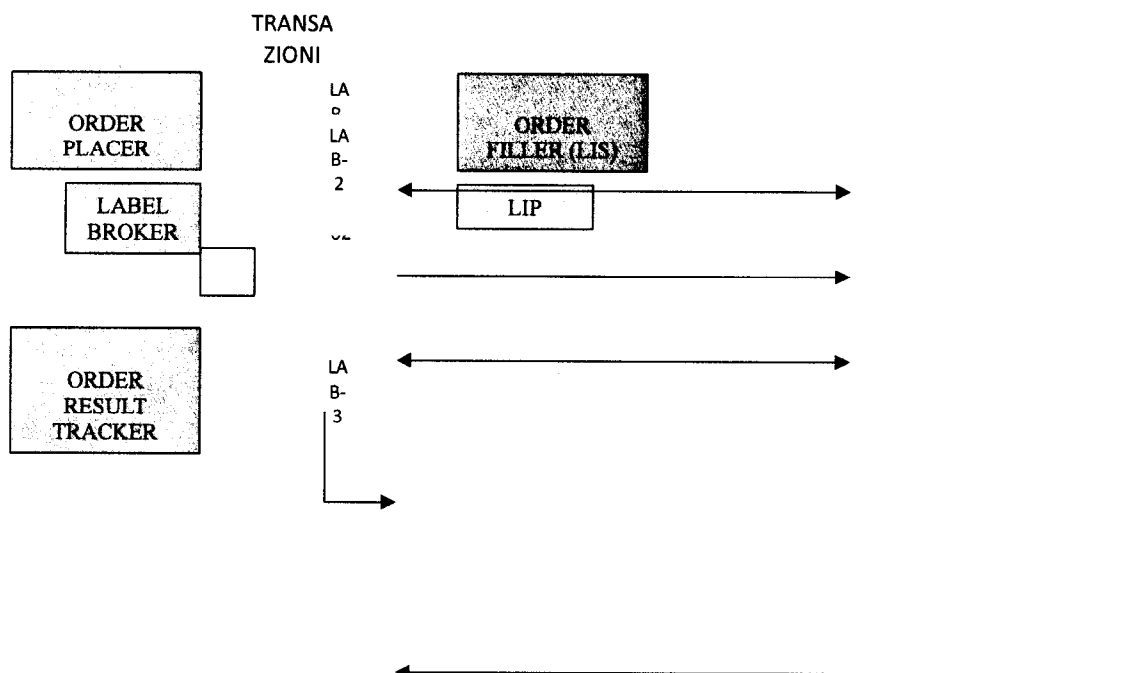 TRANSA
ZIONI
ORDER
PLACER
LABEL
BROKER
ORDER
RESULT
TRACKER
LA
LA
B-
2
LA
B-
3
ORDER
FILLER (LIS)
LIP